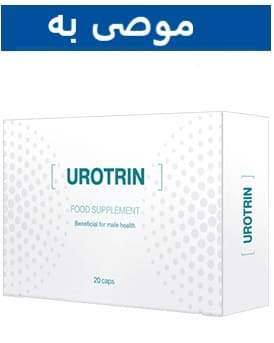 موصى به
[ UROTRIN ]
FOOD SUPPLEMENT
Beneficial for male health
20 caps
[ UROTRIN ]